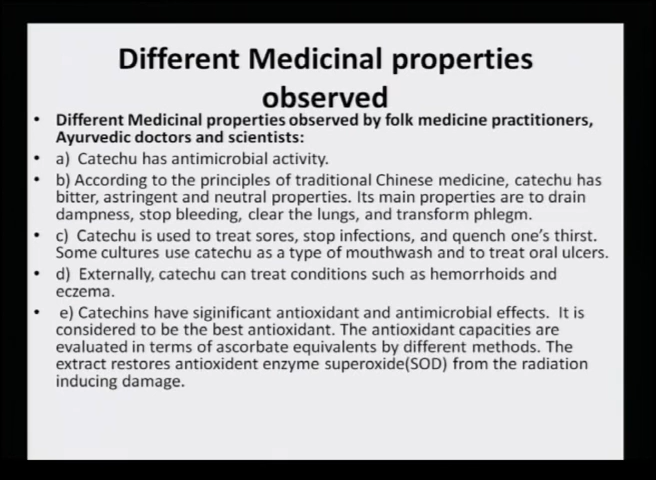 Different Medicinal properties
observed
• Different Medicinal properties observed by folk medicine practitioners,
Ayurvedic doctors and scientists:
• a) Catechu has antimicrobial activity.
• b) According to the principles of traditional Chinese medicine, catechu has
bitter, astringent and neutral properties. Its main properties are to drain
dampness, stop bleeding, clear the lungs, and transform phlegm.
• c) Catechu is used to treat sores, stop infections, and quench one's thirst.
Some cultures use catechu as a type of mouthwash and to treat oral ulcers.
• d) Externally, catechu can treat conditions such as hemorrhoids and
eczema.
• e) Catechins have siginificant antioxidant and antimicrobial effects. It is
considered to be the best antioxidant. The antioxidant capacities are
evaluated in terms of ascorbate equivalents by different methods. The
extract restores antioxident enzyme superoxide(SOD) from the radiation
inducing damage.